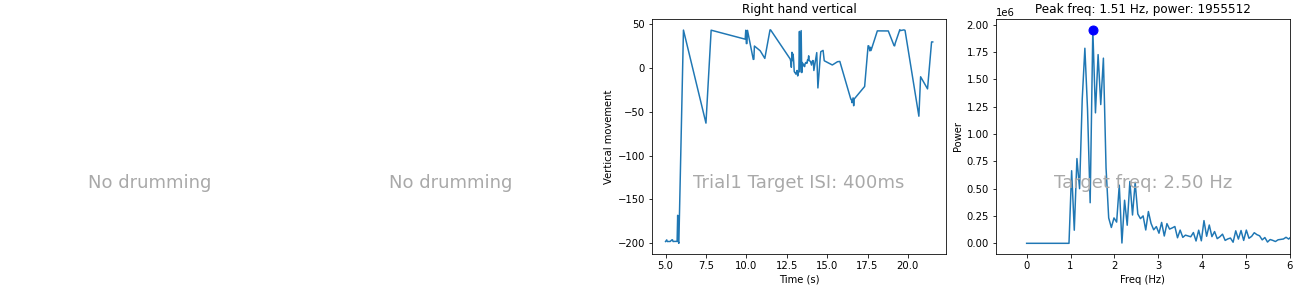 No drumming
No drumming
Right hand vertical
Vertical movement
50
0
−50
−100
−150
−200
Trial1 Target ISI: 400ms
5.0 7.5 10.0 12.5 15.0 17.5 20.0
Time (s)
Peak freq: 1.51 Hz, power: 1955512
1e6
Power
2.00
1.75
1.50
1.25
1.00
0.75
0.50
0.25
0.00
Target freq: 2.50 Hz
0 1 2 3 4 5 6
Freq (Hz)